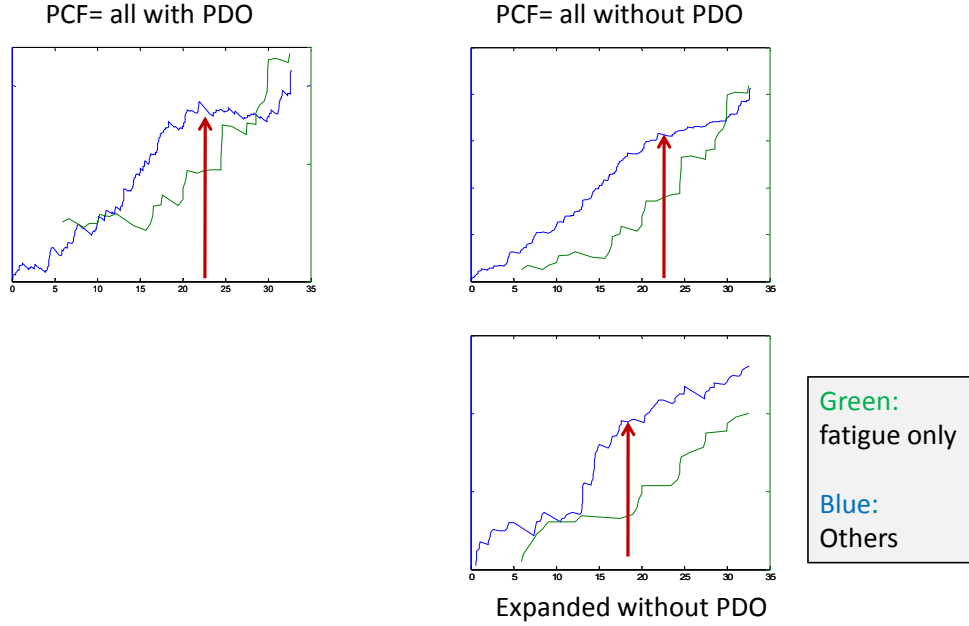 PCF= all with PDO
PCF= all without PDO
0 5 10 15 20 25 30 35
0 5 10 15 20 25 30 35
0 5 10 15 20 25 30 35
Expanded without PDO
Green:
fatigue only
Blue:
Others